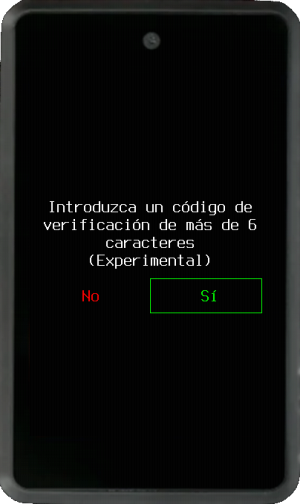 Introduzca un código de
verificación de más de 6
caracteres
(Experimental)
No
Sí